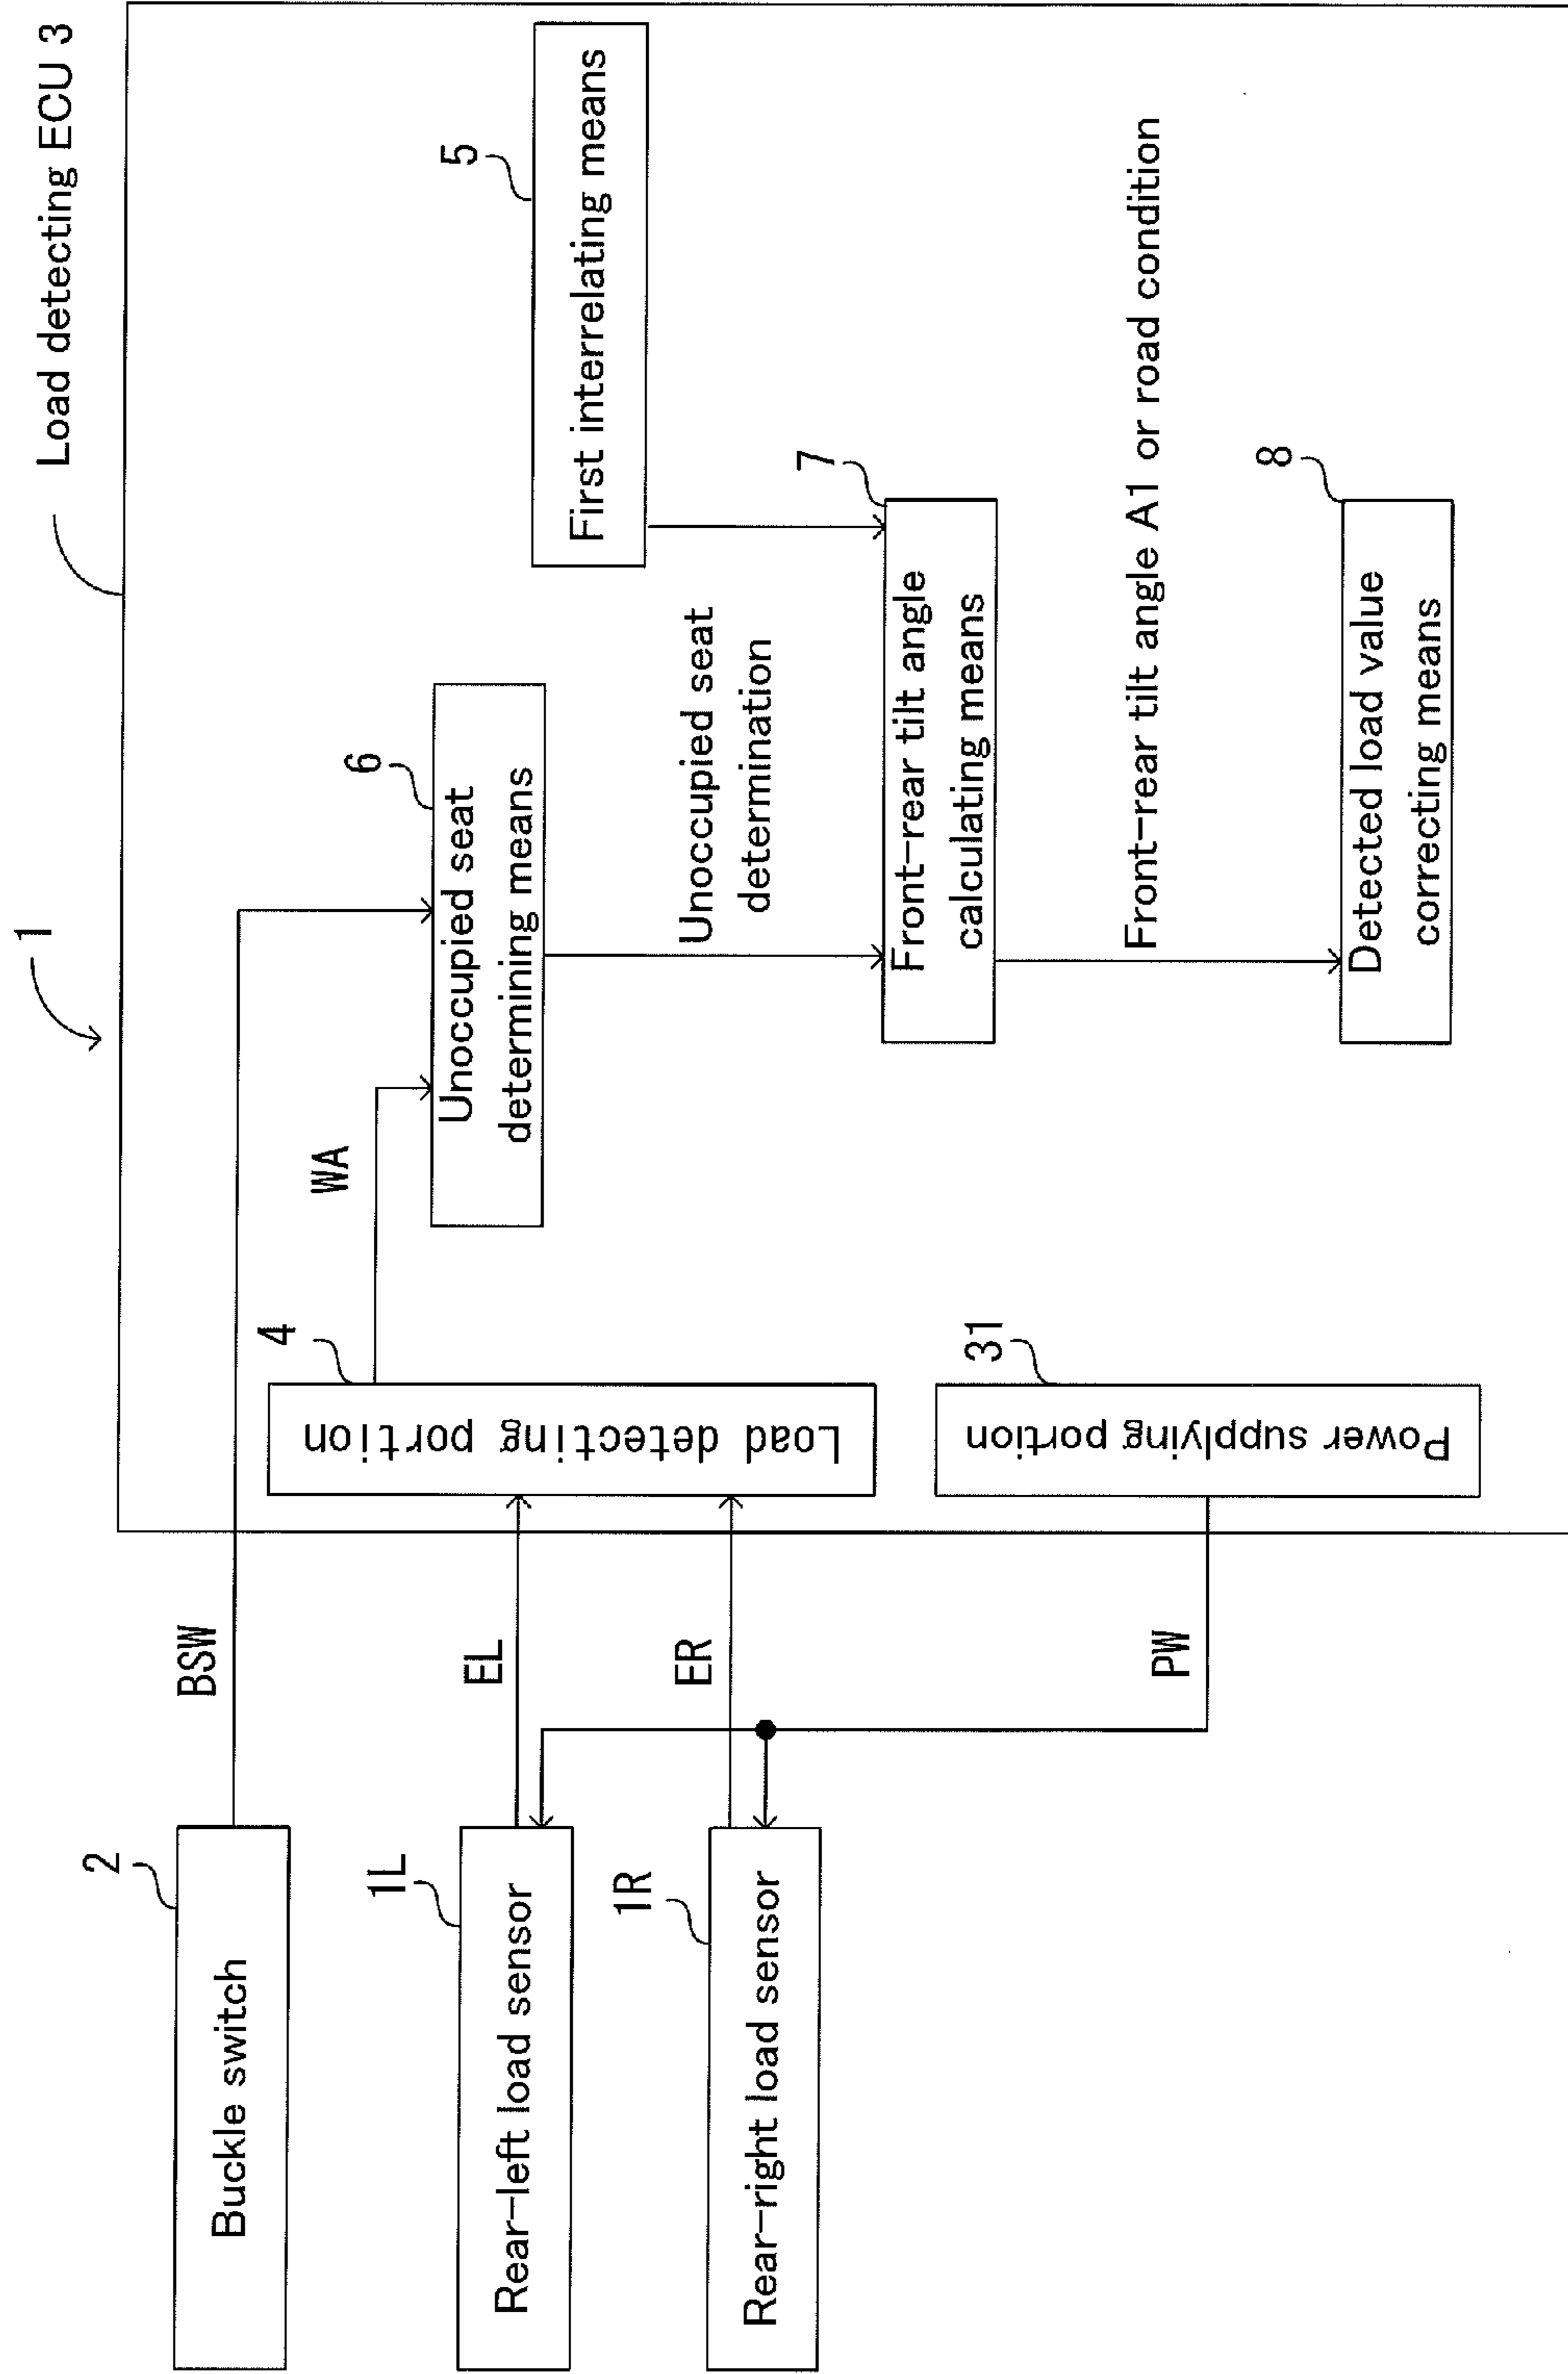 1
Load detecting ECU 3
2
Buckle switch
BSW
1L
Rear-left load sensor
EL
1R
Rear-right load sensor
ER
PW
4
Load detecting portion
31
Power supplying portion
WA
6
Unoccupied seat
determining means
5
First interrelating means
Unoccupied seat
determination
7
Front-rear tilt angle
calculating means
Front-rear tilt angle A1 or road condition
8
Detected load value
correcting means